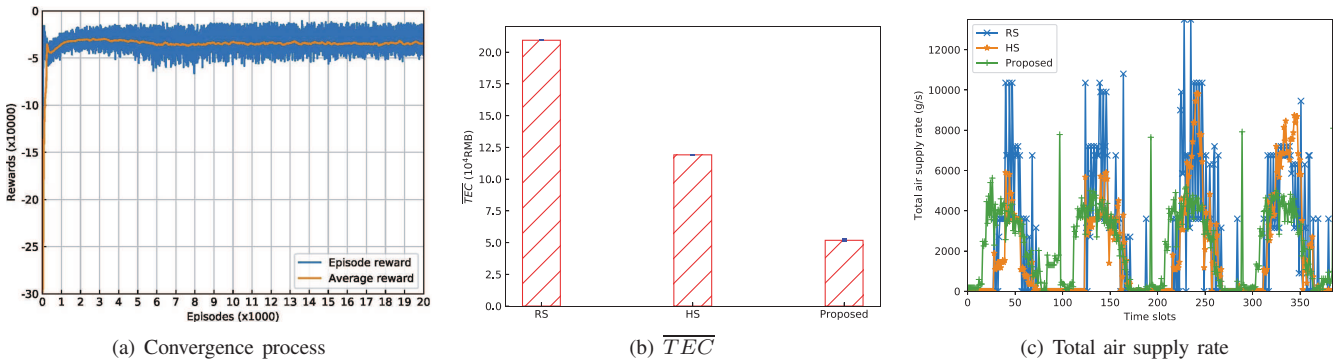 0
-5
-10
-15
-20
-25
-30
Rewards (x10000)
Episode reward
Average reward
0 1 2 3 4 5 6 7 8 9 10 11 12 13 14 15 16 17 18 19 20
Episodes (x1000)
(a) Convergence process
20.0
17.5
15.0
12.5
10.0
7.5
5.0
2.5
0.0
TEC (10⁴RMB)
RS HS Proposed
(b) TEC
12000
10000
8000
6000
4000
2000
0
Total air supply rate (g/s)
RS
HS
Proposed
0 50 100 150 200 250 300 350
Time slots
(c) Total air supply rate